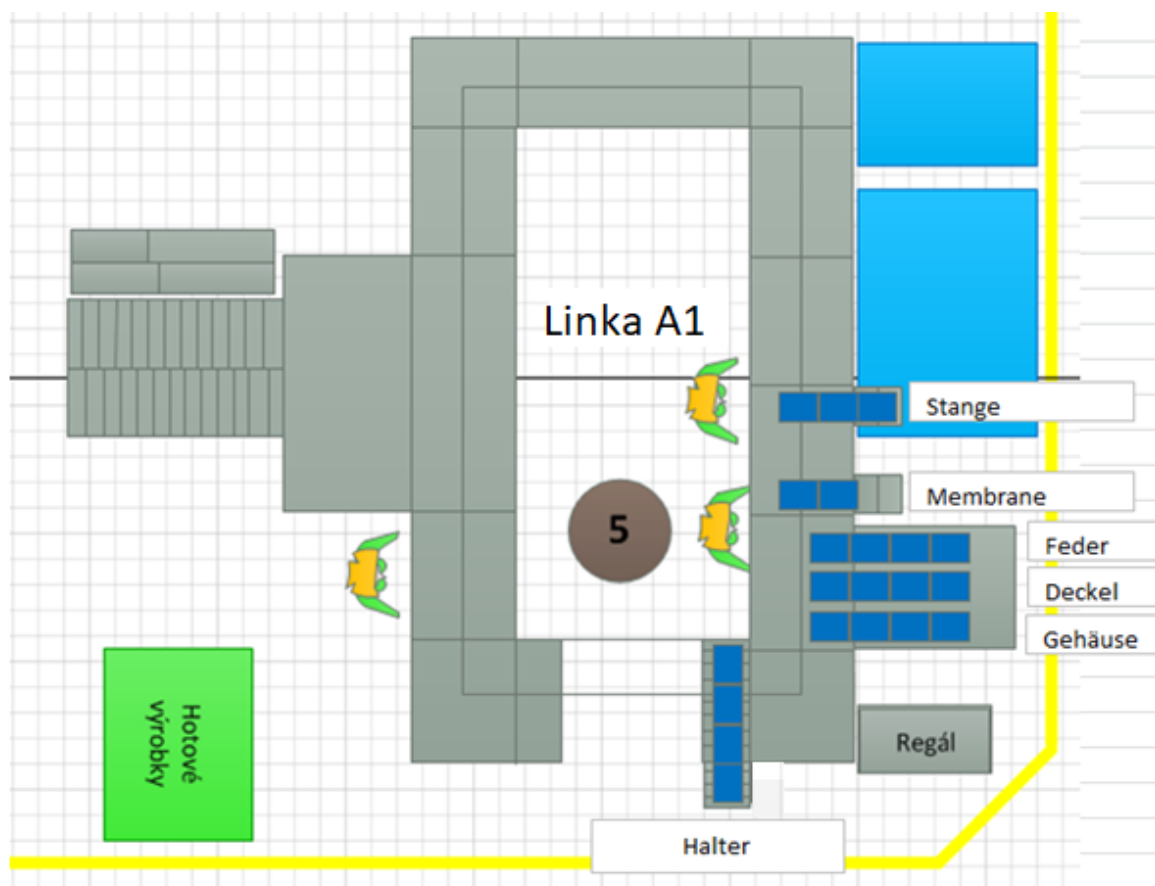 Linka A1
Stange
Membrane
5
Feder
Deckel
Gehäuse
Hotové
výrobky
Regál
Halter